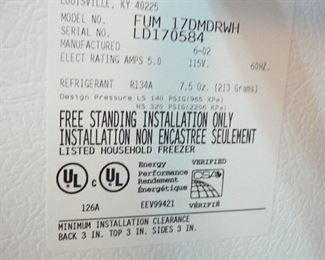 LOUISVILLE, KY 40225
MODEL NO. FUM 17DMDRWH
SERIAL NO. LD170584
MANUFACTURED 6-02
ELECT RATING AMPS 5.0 115V. 60HZ.
REFRIGERANT R134A 7.5 Oz. (213 Grams)
Design Pressure LS 140 PSIG(965 KPa)
HS 320 PSIG(2206 KPa)
FREE STANDING INSTALLATION ONLY
INSTALLATION NON ENCASTREE SEULEMENT
LISTED HOUSEHOLD FREEZER
UL C UL
126A
Energy
Performance
Rendement
Énergétique
EEV99421
VERIFIED
CSA
VÉRIFIÉ
MINIMUM INSTALLATION CLEARANCE
BACK 3 IN. TOP 3 IN. SIDES 3 IN.